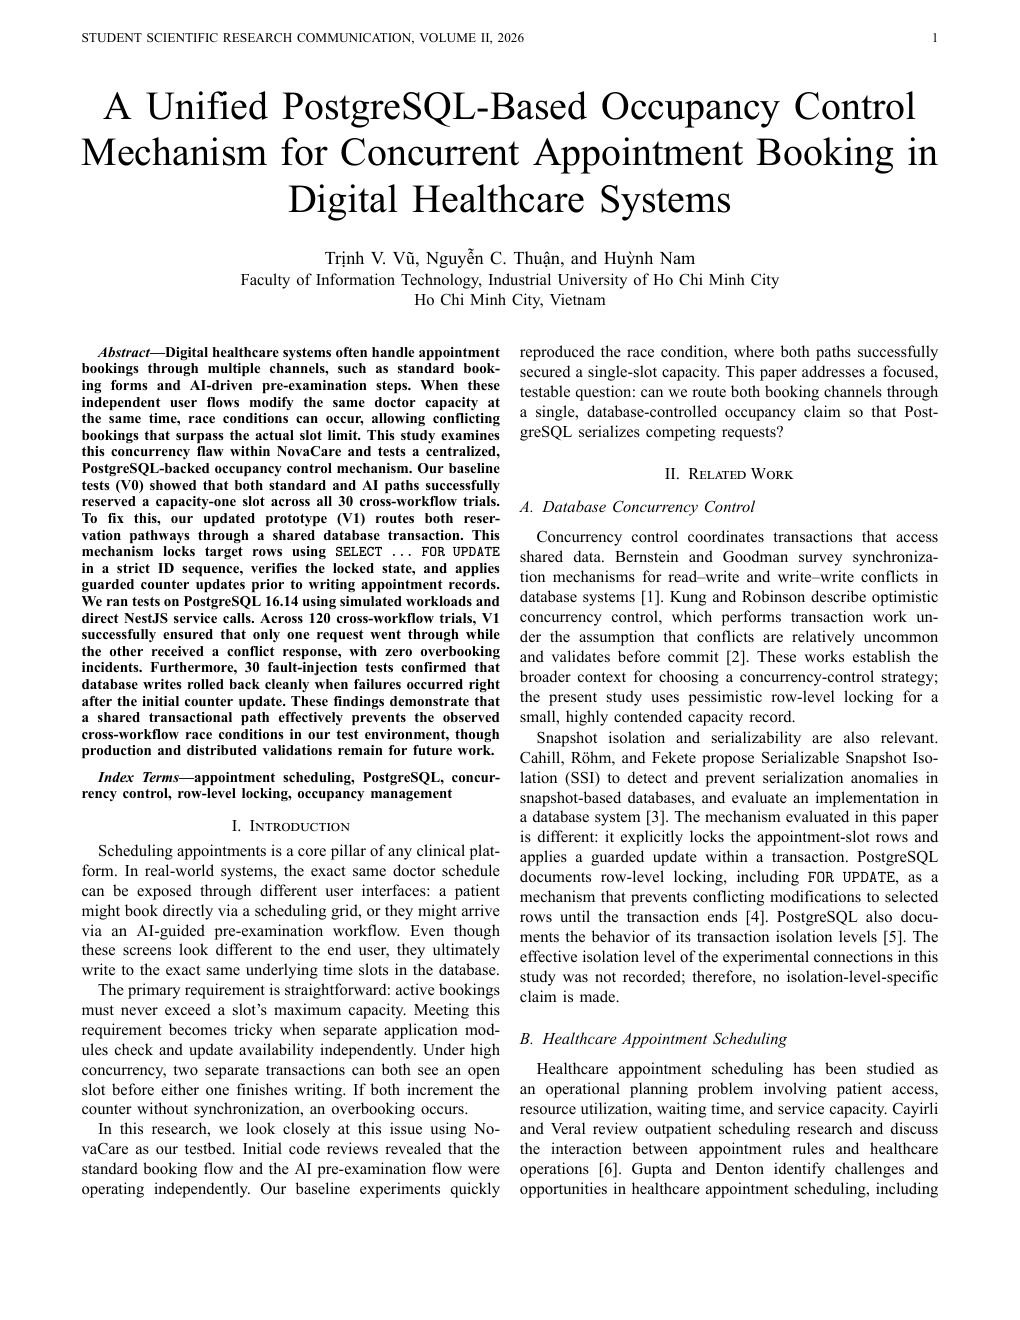 STUDENT SCIENTIFIC RESEARCH COMMUNICATION, VOLUME II, 2026
1
A Unified PostgreSQL-Based Occupancy Control
Mechanism for Concurrent Appointment Booking in
Digital Healthcare Systems
Trịnh V. Vũ, Nguyễn C. Thuận, and Huỳnh Nam
Faculty of Information Technology, Industrial University of Ho Chi Minh City
Ho Chi Minh City, Vietnam
Abstract—Digital healthcare systems often handle appointment
bookings through multiple channels, such as standard book-
ing forms and AI-driven pre-examination steps. When these
independent user flows modify the same doctor capacity at
the same time, race conditions can occur, allowing conflicting
bookings that surpass the actual slot limit. This study examines
this concurrency flaw within NovaCare and tests a centralized,
PostgreSQL-backed occupancy control mechanism. Our baseline
tests (V0) showed that both standard and AI paths successfully
reserved a capacity-one slot across all 30 cross-workflow trials.
To fix this, our updated prototype (V1) routes both reser-
vation pathways through a shared database transaction. This
mechanism locks target rows using SELECT ... FOR UPDATE
in a strict ID sequence, verifies the locked state, and applies
guarded counter updates prior to writing appointment records.
We ran tests on PostgreSQL 16.14 using simulated workloads and
direct NestJS service calls. Across 120 cross-workflow trials, V1
successfully ensured that only one request went through while
the other received a conflict response, with zero overbooking
incidents. Furthermore, 30 fault-injection tests confirmed that
database writes rolled back cleanly when failures occurred right
after the initial counter update. These findings demonstrate that
a shared transactional path effectively prevents the observed
cross-workflow race conditions in our test environment, though
production and distributed validations remain for future work.
Index Terms—appointment scheduling, PostgreSQL, concur-
rency control, row-level locking, occupancy management
I. Introduction
Scheduling appointments is a core pillar of any clinical plat-
form. In real-world systems, the exact same doctor schedule
can be exposed through different user interfaces: a patient
might book directly via a scheduling grid, or they might arrive
via an AI-guided pre-examination workflow. Even though
these screens look different to the end user, they ultimately
write to the exact same underlying time slots in the database.
The primary requirement is straightforward: active bookings
must never exceed a slot's maximum capacity. Meeting this
requirement becomes tricky when separate application mod-
ules check and update availability independently. Under high
concurrency, two separate transactions can both see an open
slot before either one finishes writing. If both increment the
counter without synchronization, an overbooking occurs.
In this research, we look closely at this issue using No-
vaCare as our testbed. Initial code reviews revealed that the
standard booking flow and the AI pre-examination flow were
operating independently. Our baseline experiments quickly
reproduced the race condition, where both paths successfully
secured a single-slot capacity. This paper addresses a focused,
testable question: can we route both booking channels through
a single, database-controlled occupancy claim so that Post-
greSQL serializes competing requests?
II. Related Work
A. Database Concurrency Control
Concurrency control coordinates transactions that access
shared data. Bernstein and Goodman survey synchroniza-
tion mechanisms for read–write and write–write conflicts in
database systems [1]. Kung and Robinson describe optimistic
concurrency control, which performs transaction work un-
der the assumption that conflicts are relatively uncommon
and validates before commit [2]. These works establish the
broader context for choosing a concurrency-control strategy;
the present study uses pessimistic row-level locking for a
small, highly contended capacity record.
Snapshot isolation and serializability are also relevant.
Cahill, Röhm, and Fekete propose Serializable Snapshot Iso-
lation (SSI) to detect and prevent serialization anomalies in
snapshot-based databases, and evaluate an implementation in
a database system [3]. The mechanism evaluated in this paper
is different: it explicitly locks the appointment-slot rows and
applies a guarded update within a transaction. PostgreSQL
documents row-level locking, including FOR UPDATE, as a
mechanism that prevents conflicting modifications to selected
rows until the transaction ends [4]. PostgreSQL also docu-
ments the behavior of its transaction isolation levels [5]. The
effective isolation level of the experimental connections in this
study was not recorded; therefore, no isolation-level-specific
claim is made.
B. Healthcare Appointment Scheduling
Healthcare appointment scheduling has been studied as
an operational planning problem involving patient access,
resource utilization, waiting time, and service capacity. Cayirli
and Veral review outpatient scheduling research and discuss
the interaction between appointment rules and healthcare
operations [6]. Gupta and Denton identify challenges and
opportunities in healthcare appointment scheduling, including